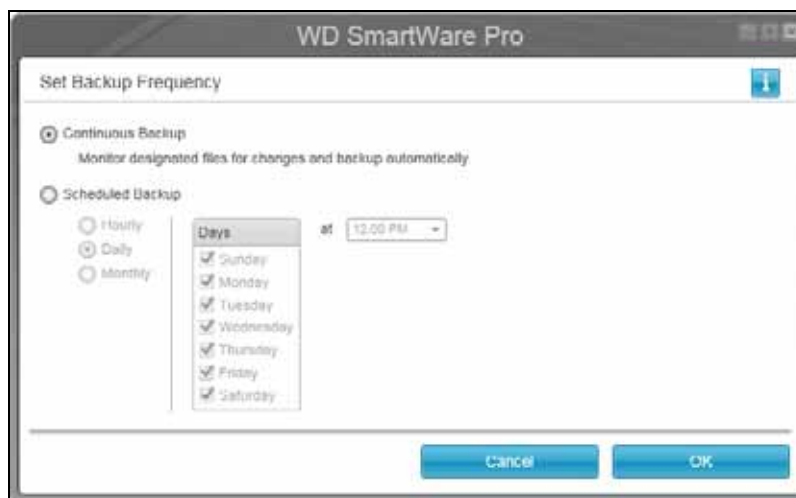 WD SmartWare Pro
Set Backup Frequency
i
Continuous Backup
Monitor designated files for changes and backup automatically
Scheduled Backup
Hourly
Daily
Monthly
Days
Sunday
Monday
Tuesday
Wednesday
Thursday
Friday
Saturday
at 12:00 PM
Cancel OK